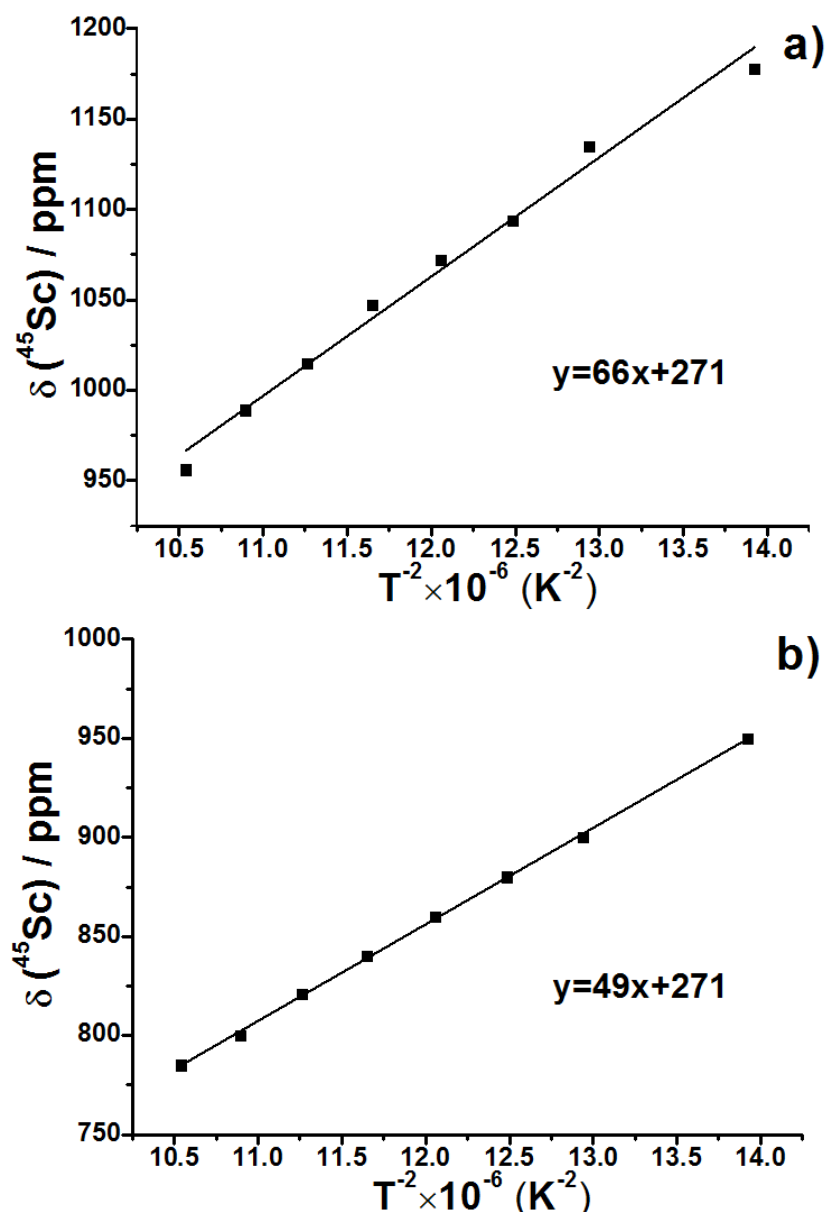 a)
1200
1150
1100
1050
1000
950
δ (⁴⁵Sc) / ppm
y=66x+271
10.5 11.0 11.5 12.0 12.5 13.0 13.5 14.0
T⁻²×10⁻⁶ (K⁻²)
b)
1000
950
900
850
800
750
δ (⁴⁵Sc) / ppm
y=49x+271
10.5 11.0 11.5 12.0 12.5 13.0 13.5 14.0
T⁻²×10⁻⁶ (K⁻²)